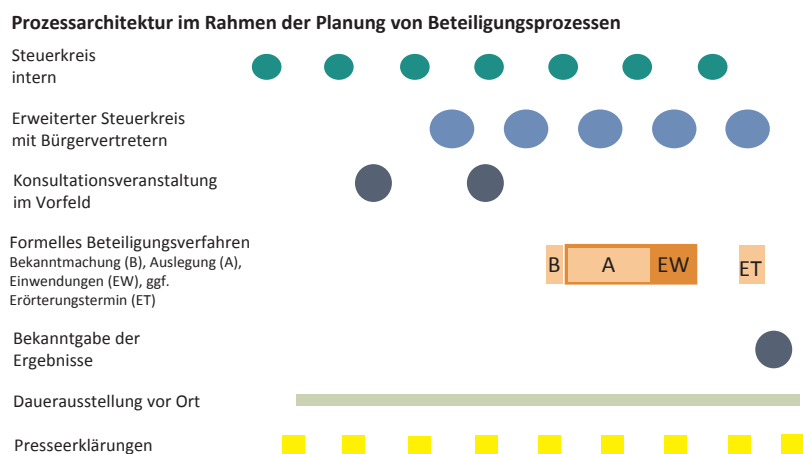 Prozessarchitektur im Rahmen der Planung von Beteiligungsprozessen
Steuerkreis
intern
Erweiterter Steuerkreis
mit Bürgervertretern
Konsultationsveranstaltung
im Vorfeld
Formelles Beteiligungsverfahren
Bekanntmachung (B), Auslegung (A),
Einwendungen (EW), ggf.
Erörterungstermin (ET)
B A EW ET
Bekanntgabe der
Ergebnisse
Dauerausstellung vor Ort
Presseerklärungen